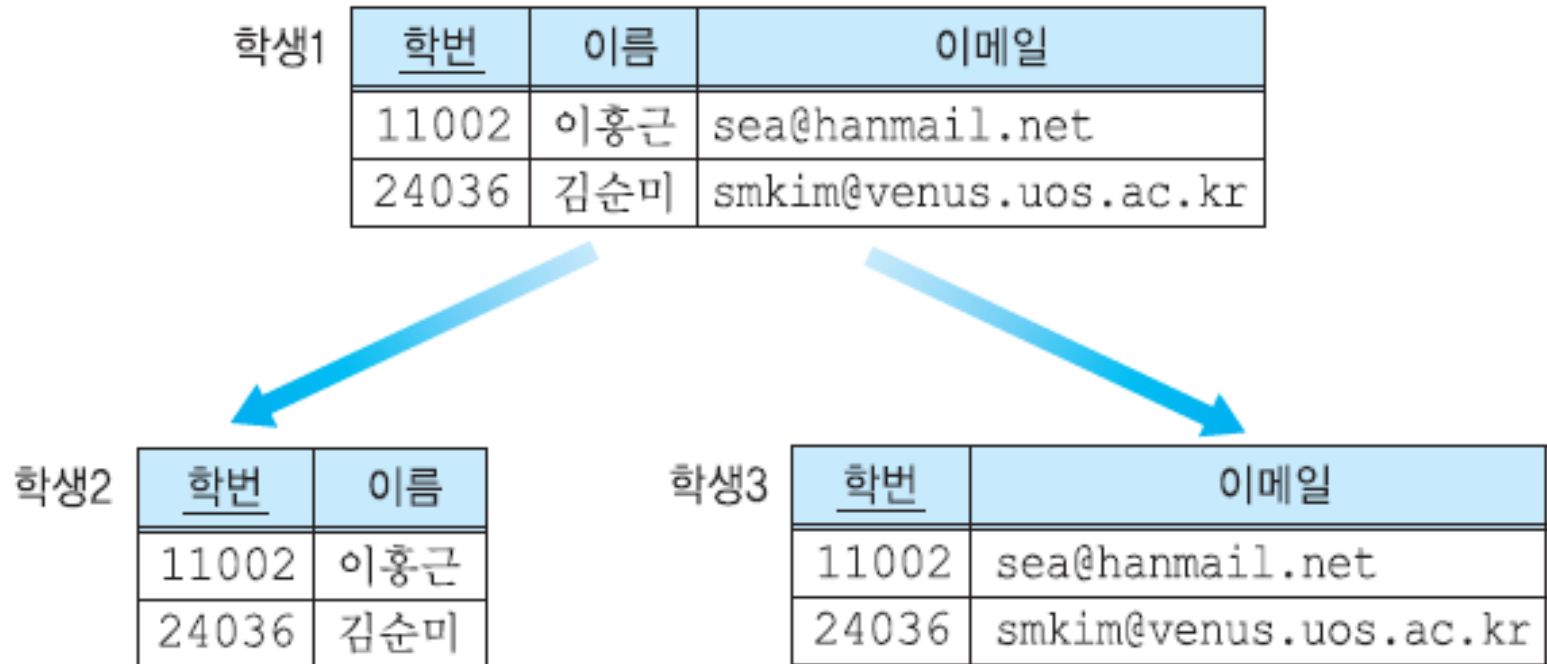 학생1 학번 이름 이메일
11002 이홍근 sea@hanmail.net
24036 김순미 smkim@venus.uos.ac.kr
학생2 학번 이름
11002 이홍근
24036 김순미
학생3 학번 이메일
11002 sea@hanmail.net
24036 smkim@venus.uos.ac.kr